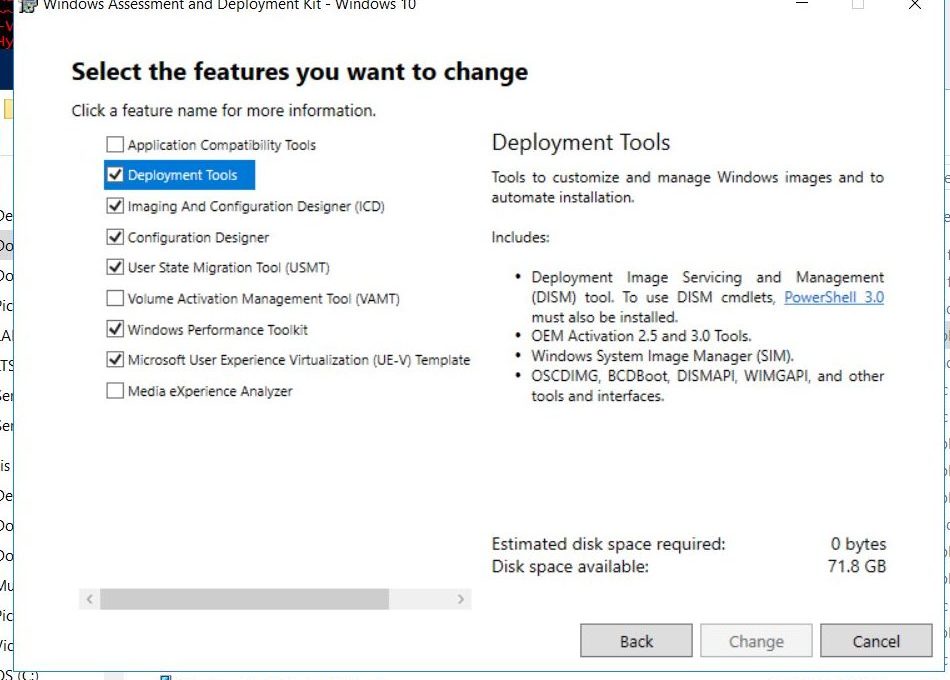 Windows Assessment and Deployment Kit - Windows 10
Select the features you want to change
Click a feature name for more information.
Application Compatibility Tools
Deployment Tools
Imaging And Configuration Designer (ICD)
Configuration Designer
User State Migration Tool (USMT)
Volume Activation Management Tool (VAMT)
Windows Performance Toolkit
Microsoft User Experience Virtualization (UE-V) Template
Media eXperience Analyzer
Deployment Tools
Tools to customize and manage Windows images and to
automate installation.
Includes:
• Deployment Image Servicing and Management
(DISM) tool. To use DISM cmdlets, PowerShell 3.0
must also be installed.
• OEM Activation 2.5 and 3.0 Tools.
• Windows System Image Manager (SIM).
• OSCDIMG, BCDBoot, DISMAPI, WIMGAPI, and other
tools and interfaces.
Estimated disk space required: 0 bytes
Disk space available: 71.8 GB
Back Change Cancel